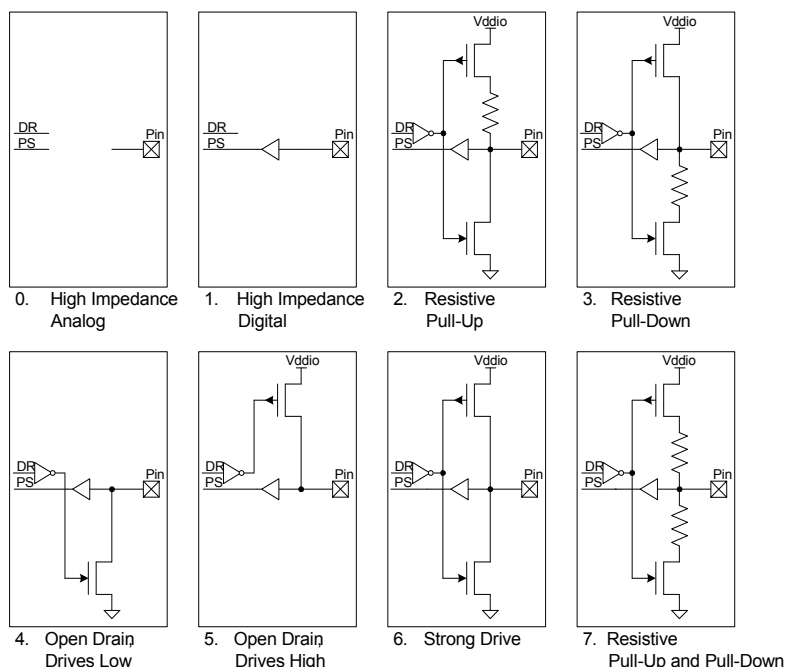 DR
PS
Pin
0. High Impedance
Analog
DR
PS
Pin
1. High Impedance
Digital
Vddio
DR
PS
Pin
2. Resistive
Pull-Up
Vddio
DR
PS
Pin
3. Resistive
Pull-Down
DR
PS
Pin
4. Open Drain,
Drives Low
Vddio
DR
PS
Pin
5. Open Drain,
Drives High
Vddio
DR
PS
Pin
6. Strong Drive
Vddio
DR
PS
Pin
7. Resistive
Pull-Up and Pull-Down